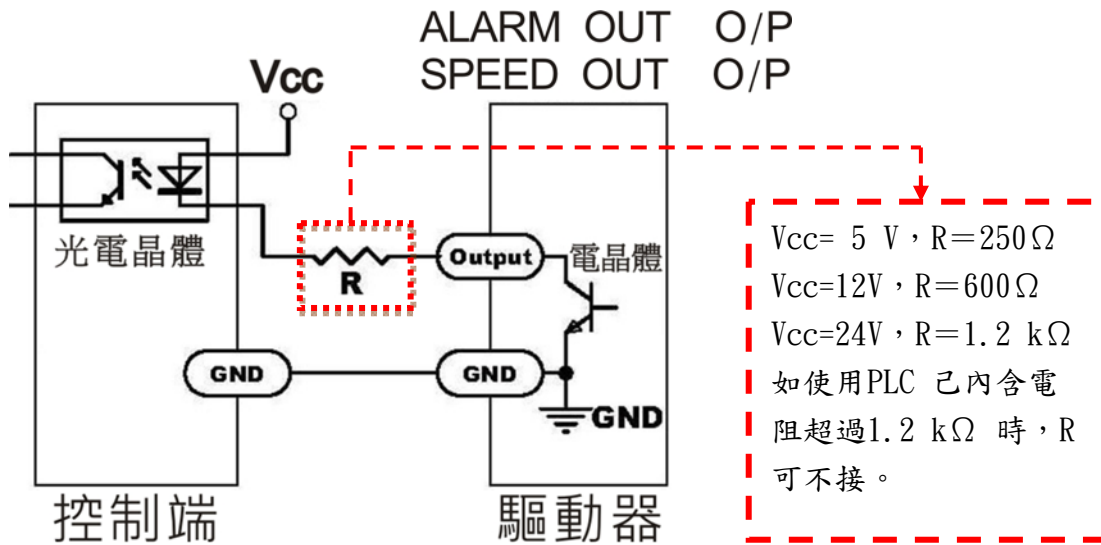 ALARM OUT O/P
SPEED OUT O/P
Vcc
光電晶體
R
Output
電晶體
GND
GND
GND
控制端
驅動器
Vcc= 5 V，R＝250Ω
Vcc=12V，R＝600Ω
Vcc=24V，R＝1.2 kΩ
如使用PLC 己內含電
阻超過1.2 kΩ 時，R
可不接。